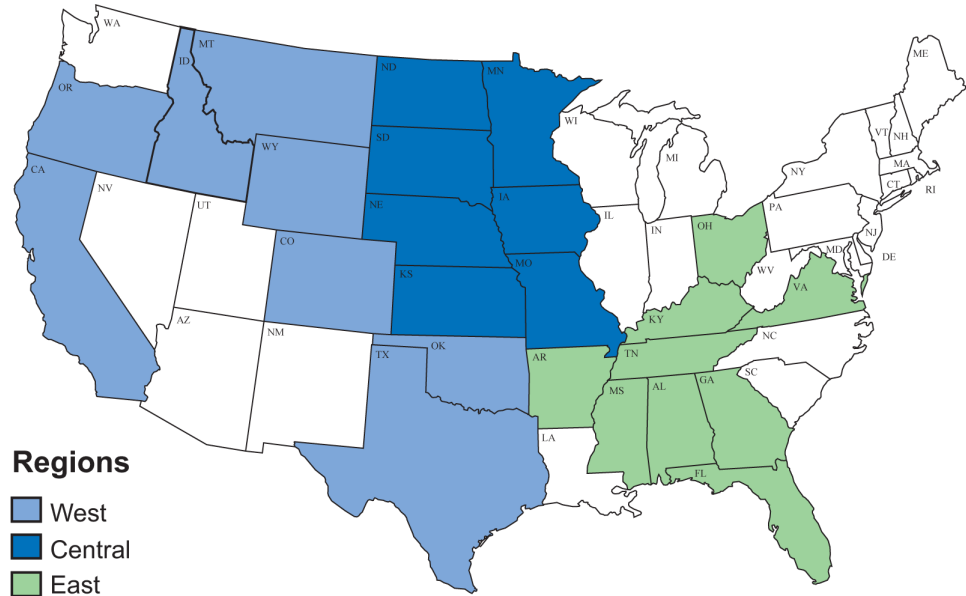 WA
MT
ND
MN
ME
ID
OR
SD
WI
VT
NH
MI
MA
WY
NY
CT
RI
CA
NV
UT
NE
IA
IL
PA
IN
OH
NJ
CO
KS
MO
MD
DE
WV
VA
AZ
NM
OK
KY
NC
TX
AR
TN
SC
MS
AL
GA
LA
FL
Regions
West
Central
East